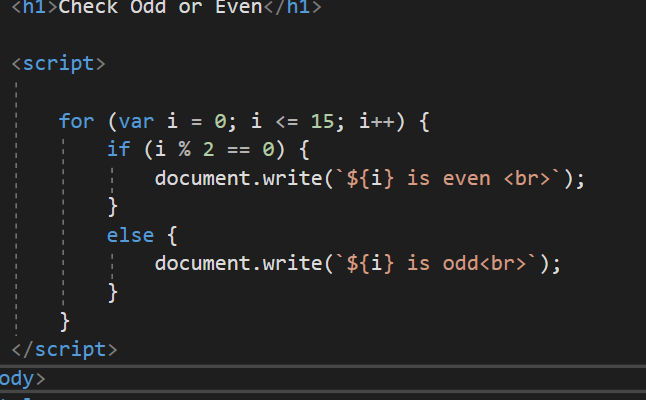 <h1>Check Odd or Even</h1>
<script>
for (var i = 0; i <= 15; i++) {
if (i % 2 == 0) {
document.write(`${i} is even <br>`);
}
else {
document.write(`${i} is odd<br>`);
}
}
</script>
ody>